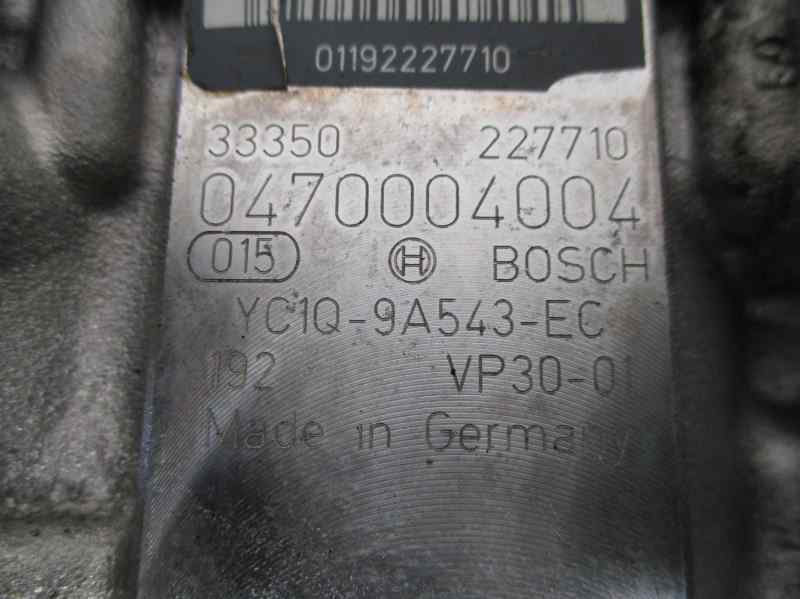 01192227710
33350 227710
0470004004
015 BOSCH
YC1Q-9A543-EC
192 VP30-01
Made in Germany